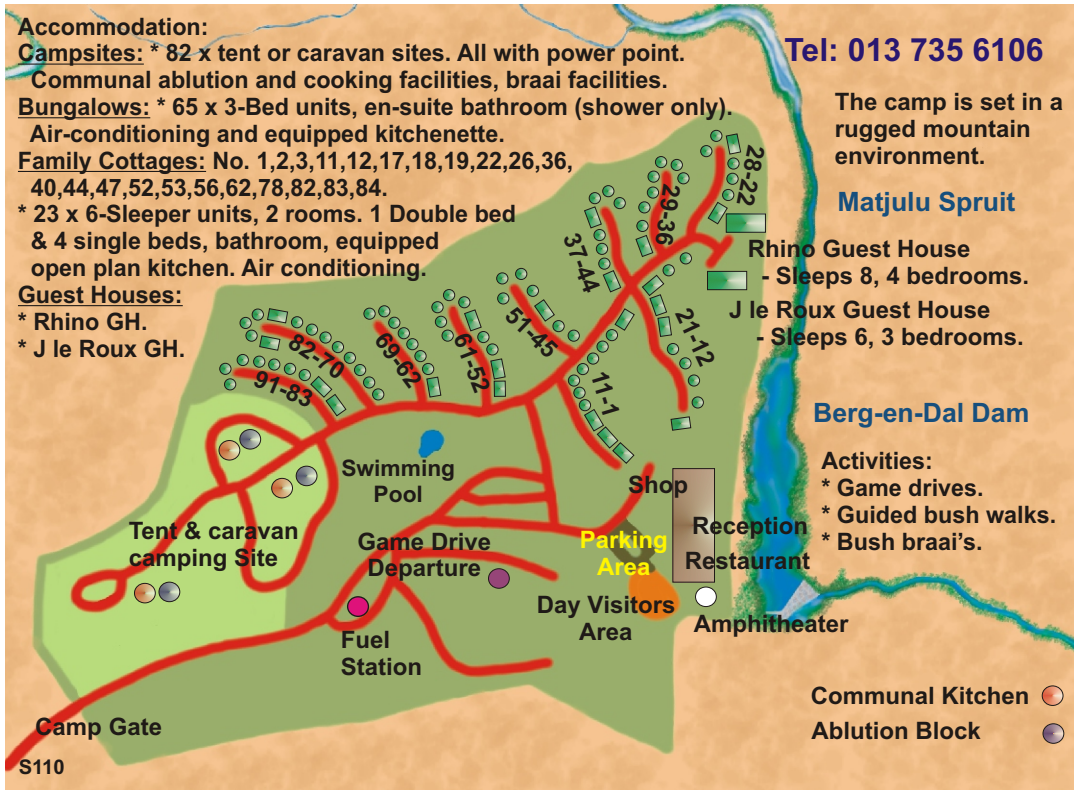 Accommodation:
Campsites: * 82 x tent or caravan sites. All with power point.
Communal ablution and cooking facilities, braai facilities.
Bungalows: * 65 x 3-Bed units, en-suite bathroom (shower only).
Air-conditioning and equipped kitchenette.
Family Cottages: No. 1,2,3,11,12,17,18,19,22,26,36,
40,44,47,52,53,56,62,78,82,83,84.
* 23 x 6-Sleeper units, 2 rooms. 1 Double bed
& 4 single beds, bathroom, equipped
open plan kitchen. Air conditioning.
Guest Houses:
* Rhino GH.
* J le Roux GH.
Tel: 013 735 6106
The camp is set in a
rugged mountain
environment.
Matjulu Spruit
Rhino Guest House
- Sleeps 8, 4 bedrooms.
J le Roux Guest House
- Sleeps 6, 3 bedrooms.
28-22
29-36
37-44
21-12
51-45
61-52
69-62
82-70
91-83
11-1
Berg-en-Dal Dam
Activities:
* Game drives.
* Guided bush walks.
* Bush braai's.
Swimming
Pool
Shop
Reception
Restaurant
Parking
Area
Tent & caravan
camping Site
Game Drive
Departure
Day Visitors
Area
Amphitheater
Fuel
Station
Camp Gate
S110
Communal Kitchen
Ablution Block